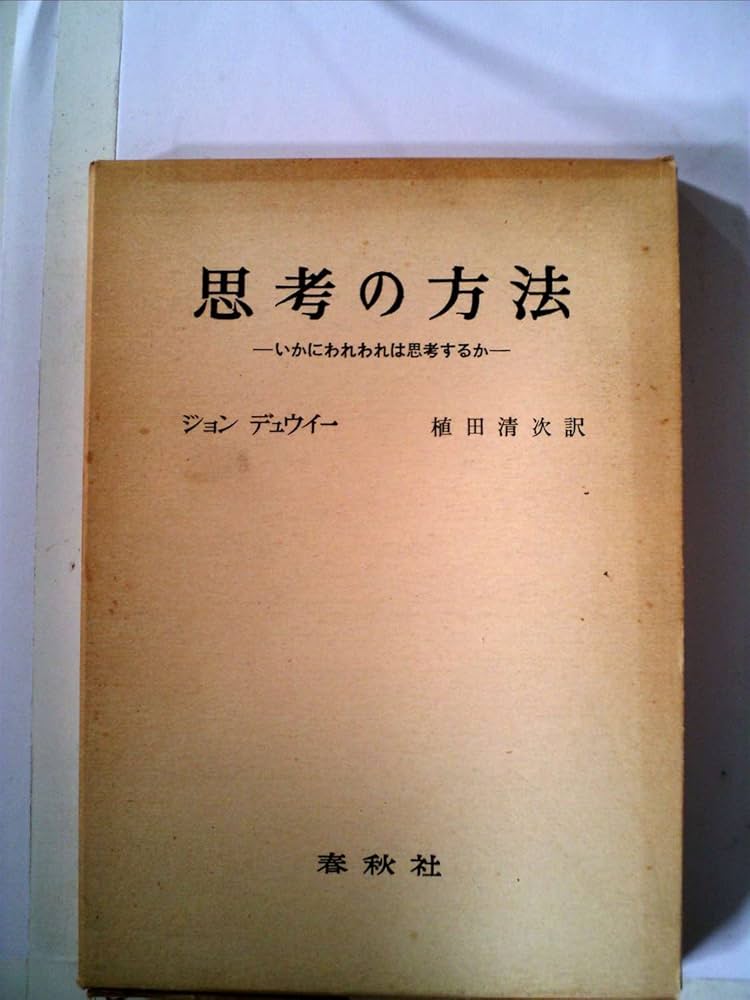 思考の方法
―いかにわれわれは思考するか―
ジョン デュウイー 植田清次訳
春秋社